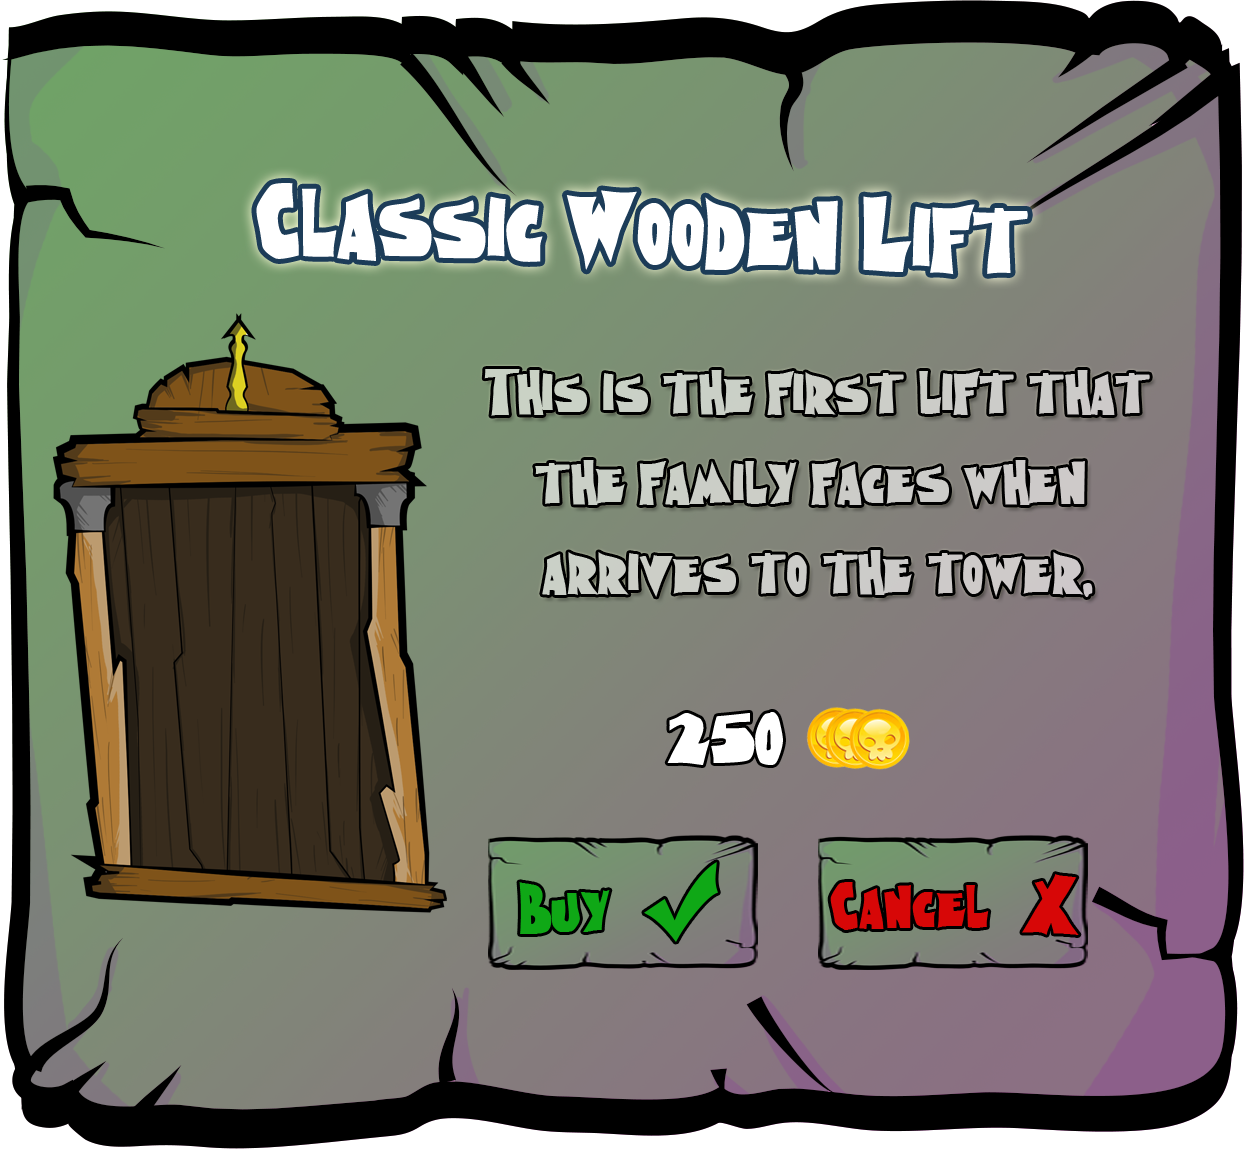 Classic Wooden Lift
This is the first lift that
the family faces when
arrives to the tower.
250
Buy
Cancel X